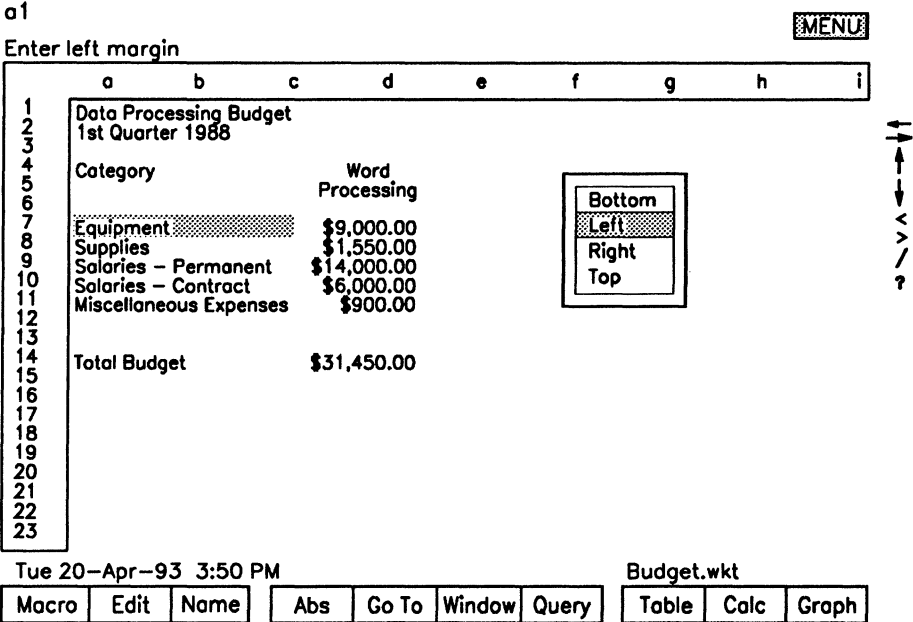 a1
MENU
Enter left margin
a b c d e f g h i
1 Data Processing Budget
2 1st Quarter 1988
3
4 Category Word
5 Processing
6
7 Equipment $9,000.00
8 Supplies $1,550.00
9 Salaries – Permanent $14,000.00
10 Salaries – Contract $6,000.00
11 Miscellaneous Expenses $900.00
12
13
14 Total Budget $31,450.00
15
16
17
18
19
20
21
22
23
Bottom
Left
Right
Top
<
>
/
?
Tue 20–Apr–93 3:50 PM Budget.wkt
Macro Edit Name Abs Go To Window Query Table Calc Graph